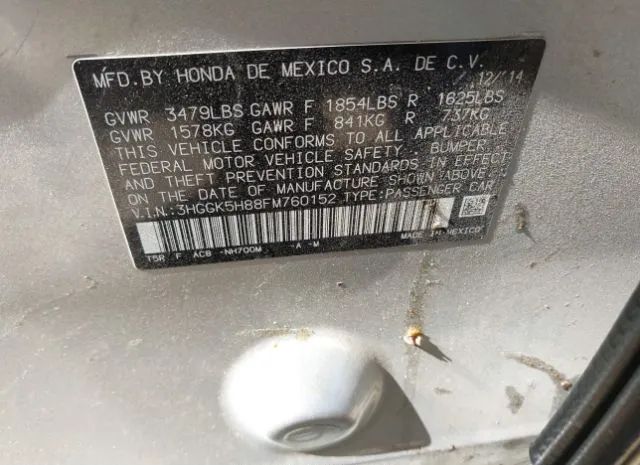 MFD.BY HONDA DE MEXICO S.A. DE C.V.
12/14
GVWR 3479LBS GAWR F 1854LBS R 1625LBS
GVWR 1578KG GAWR F 841KG R 737KG
THIS VEHICLE CONFORMS TO ALL APPLICABLE
FEDERAL MOTOR VEHICLE SAFETY, BUMPER,
AND THEFT PREVENTION STANDARDS IN EFFECT
ON THE DATE OF MANUFACTURE SHOWN ABOVE.
V.I.N.: 3HGGK5H88FM760152 TYPE: PASSENGER CAR
T5R F ACB NH700M A -M
MADE IN MEXICO